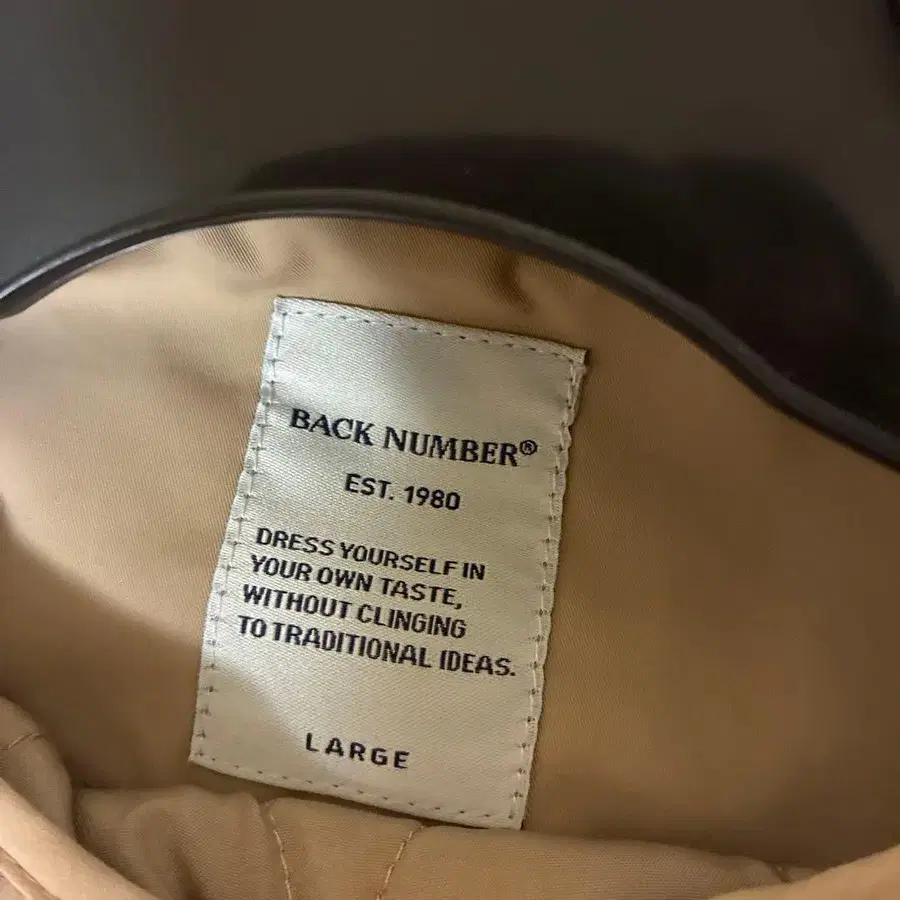 BACK NUMBER®
EST. 1980
DRESS YOURSELF IN
YOUR OWN TASTE,
WITHOUT CLINGING
TO TRADITIONAL IDEAS.
LARGE